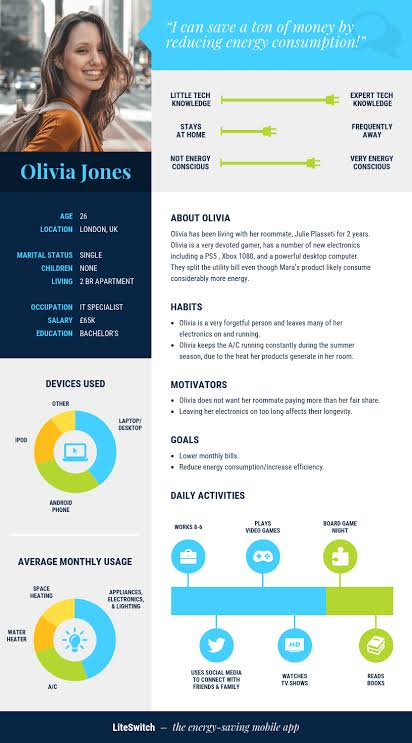 “I can save a ton of money by
reducing energy consumption!”
LITTLE TECH
KNOWLEDGE
EXPERT TECH
KNOWLEDGE
STAYS
AT HOME
FREQUENTLY
AWAY
NOT ENERGY
CONSCIOUS
VERY ENERGY
CONSCIOUS
Olivia Jones
AGE 26
LOCATION LONDON, UK
MARITAL STATUS SINGLE
CHILDREN NONE
LIVING 2 BR APARTMENT
OCCUPATION IT SPECIALIST
SALARY £65K
EDUCATION BACHELOR'S
DEVICES USED
OTHER
LAPTOP/
DESKTOP
IPOD
ANDROID
PHONE
AVERAGE MONTHLY USAGE
SPACE
HEATING
APPLIANCES,
ELECTRONICS,
& LIGHTING
WATER
HEATER
A/C
ABOUT OLIVIA
Olivia has been living with her roommate, Julie Plasseti for 2 years.
Olivia is a very devoted gamer, has a number of new electronics
including a PS5 , Xbox 1080, and a powerful desktop computer.
They split the utility bill even though Mara's product likely consume
considerably more energy.
HABITS
• Olivia is a very forgetful person and leaves many of her
electronics on and running.
• Olivia keeps the A/C running constantly during the summer
season, due to the heat her products generate in her room.
MOTIVATORS
• Olivia does not want her roommate paying more than her fair share.
• Leaving her electronics on too long affects their longevity.
GOALS
• Lower monthly bills.
• Reduce energy consumption/increase efficiency.
DAILY ACTIVITIES
WORKS 8-6
PLAYS
VIDEO GAMES
BOARD GAME
NIGHT
HD
USES SOCIAL MEDIA
TO CONNECT WITH
FRIENDS & FAMILY
WATCHES
TV SHOWS
READS
BOOKS
LiteSwitch – the energy-saving mobile app